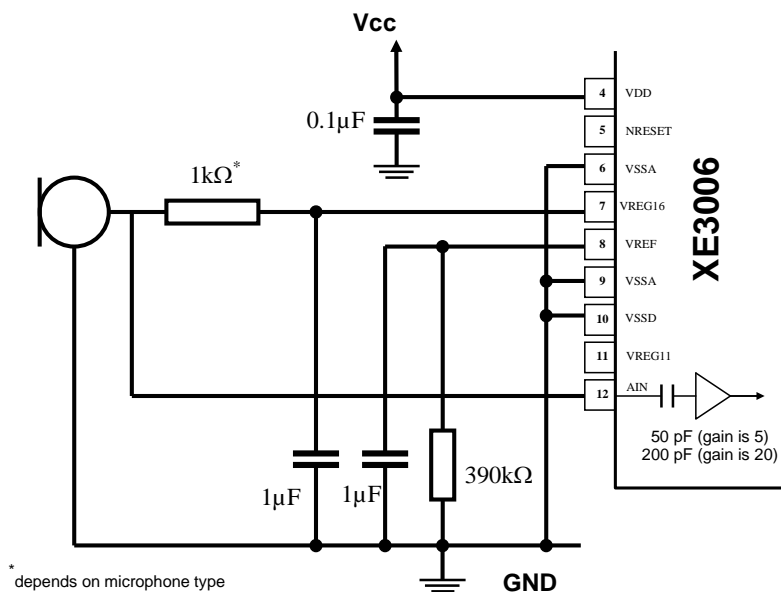 Vcc
0.1µF
1kΩ*
4 VDD
5 NRESET
6 VSSA
7 VREG16
8 VREF
9 VSSA
10 VSSD
11 VREG11
12 AIN
XE3006
50 pF (gain is 5)
200 pF (gain is 20)
1µF
1µF
390kΩ
*depends on microphone type
GND